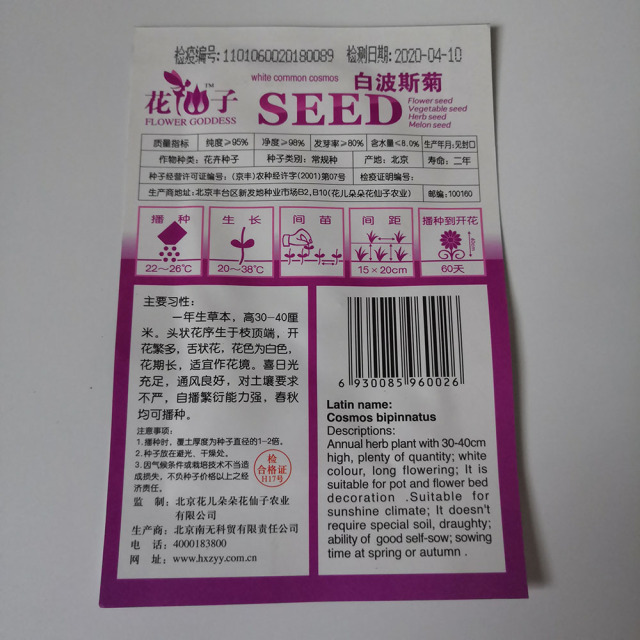 检疫编号:1101060020180089 检测日期:2020-04-10
white common cosmos 白波斯菊
花仙子™
FLOWER GODDESS
SEED
Flower seed
Vegetable seed
Herb seed
Melon seed
质量指标 纯度≥95% 净度≥98% 发芽率≥80% 含水量<8.0% 生产年月:见封口
作物种类:花卉种子 种子类别:常规种 产地:北京 寿命:二年
种子经营许可证编号:(京丰)农种经许字(2001)第07号 检疫证明编号:
生产商地址:北京丰台区新发地种业市场B2,B10(花儿朵朵花仙子农业) 邮编:100160
播种 生长 间苗 间距 播种到开花
22～26℃ 20～38℃ 15×20cm 60天
主要习性:
一年生草本，高30-40厘
米。头状花序生于枝顶端，开
花繁多，舌状花，花色为白色，
花期长，适宜作花境。喜日光
充足，通风良好，对土壤要求
不严，自播繁衍能力强，春秋
均可播种。
注意事项:
1.播种时，覆土厚度为种子直径的1-2倍。
2.种子放在避光、干燥处。
3.因气候条件或栽培技术不当造
成损失，不负种子价格以上之经
济责任。
检
合格证
H17号
监 制:北京花儿朵朵花仙子农业
有限公司
生产商:北京南无科贸有限责任公司
电 话:4000183800
网 址:www.hxzyy.com.cn
6 930085 960026
Latin name:
Cosmos bipinnatus
Descriptions:
Annual herb plant with 30-40cm
high, plenty of quantity; white
colour, long flowering; It is
suitable for pot and flower bed
decoration .Suitable for
sunshine climate; It doesn't
require special soil, draughty;
ability of good self-sow; sowing
time at spring or autumn .